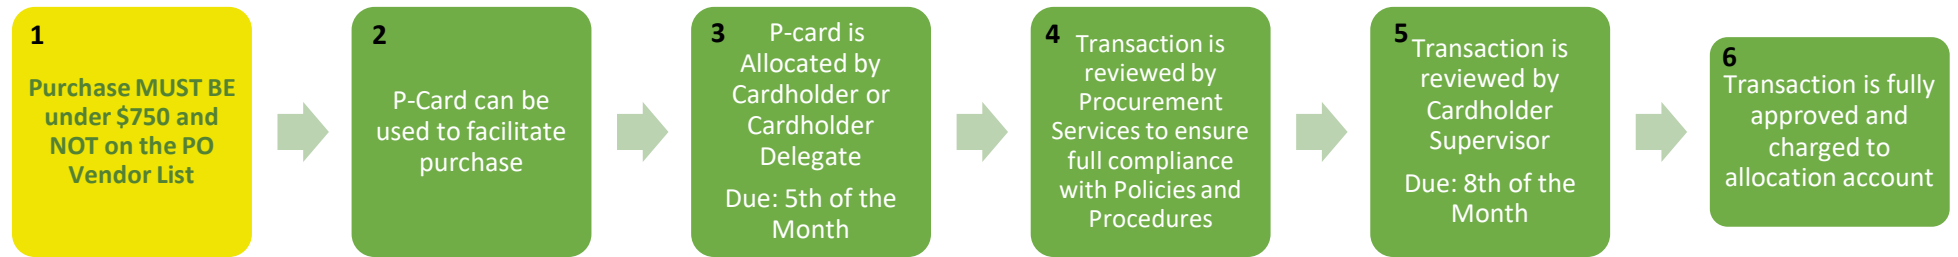 1
Purchase MUST BE
under $750 and
NOT on the PO
Vendor List
2
P-Card can be
used to facilitate
purchase
3
P-card is
Allocated by
Cardholder or
Cardholder
Delegate
Due: 5th of the
Month
4
Transaction is
reviewed by
Procurement
Services to ensure
full compliance
with Policies and
Procedures
5
Transaction is
reviewed by
Cardholder
Supervisor
Due: 8th of the
Month
6
Transaction is fully
approved and
charged to
allocation account